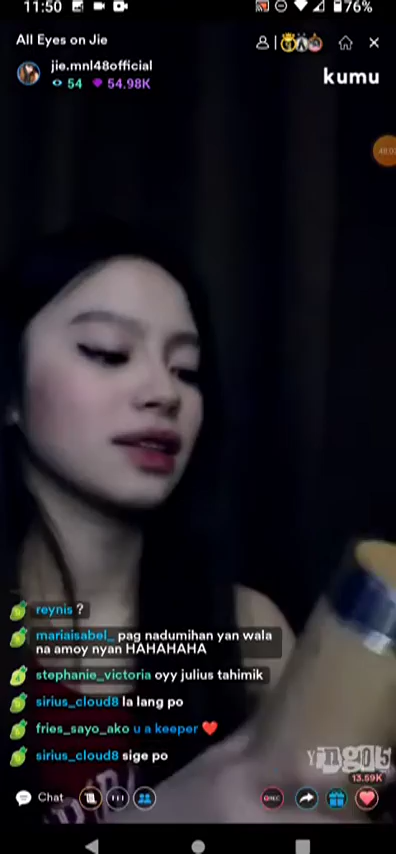 11:50
76%
All Eyes on Jie
jie.mnl48official
54 54.98K
kumu
reynis ?
mariaisabel_ pag nadumihan yan wala
na amoy nyan HAHAHAHA
stephanie_victoria oyy julius tahimik
sirius_cloud8 la lang po
fries_sayo_ako u a keeper ❤️
sirius_cloud8 sige po
13.59K
Chat